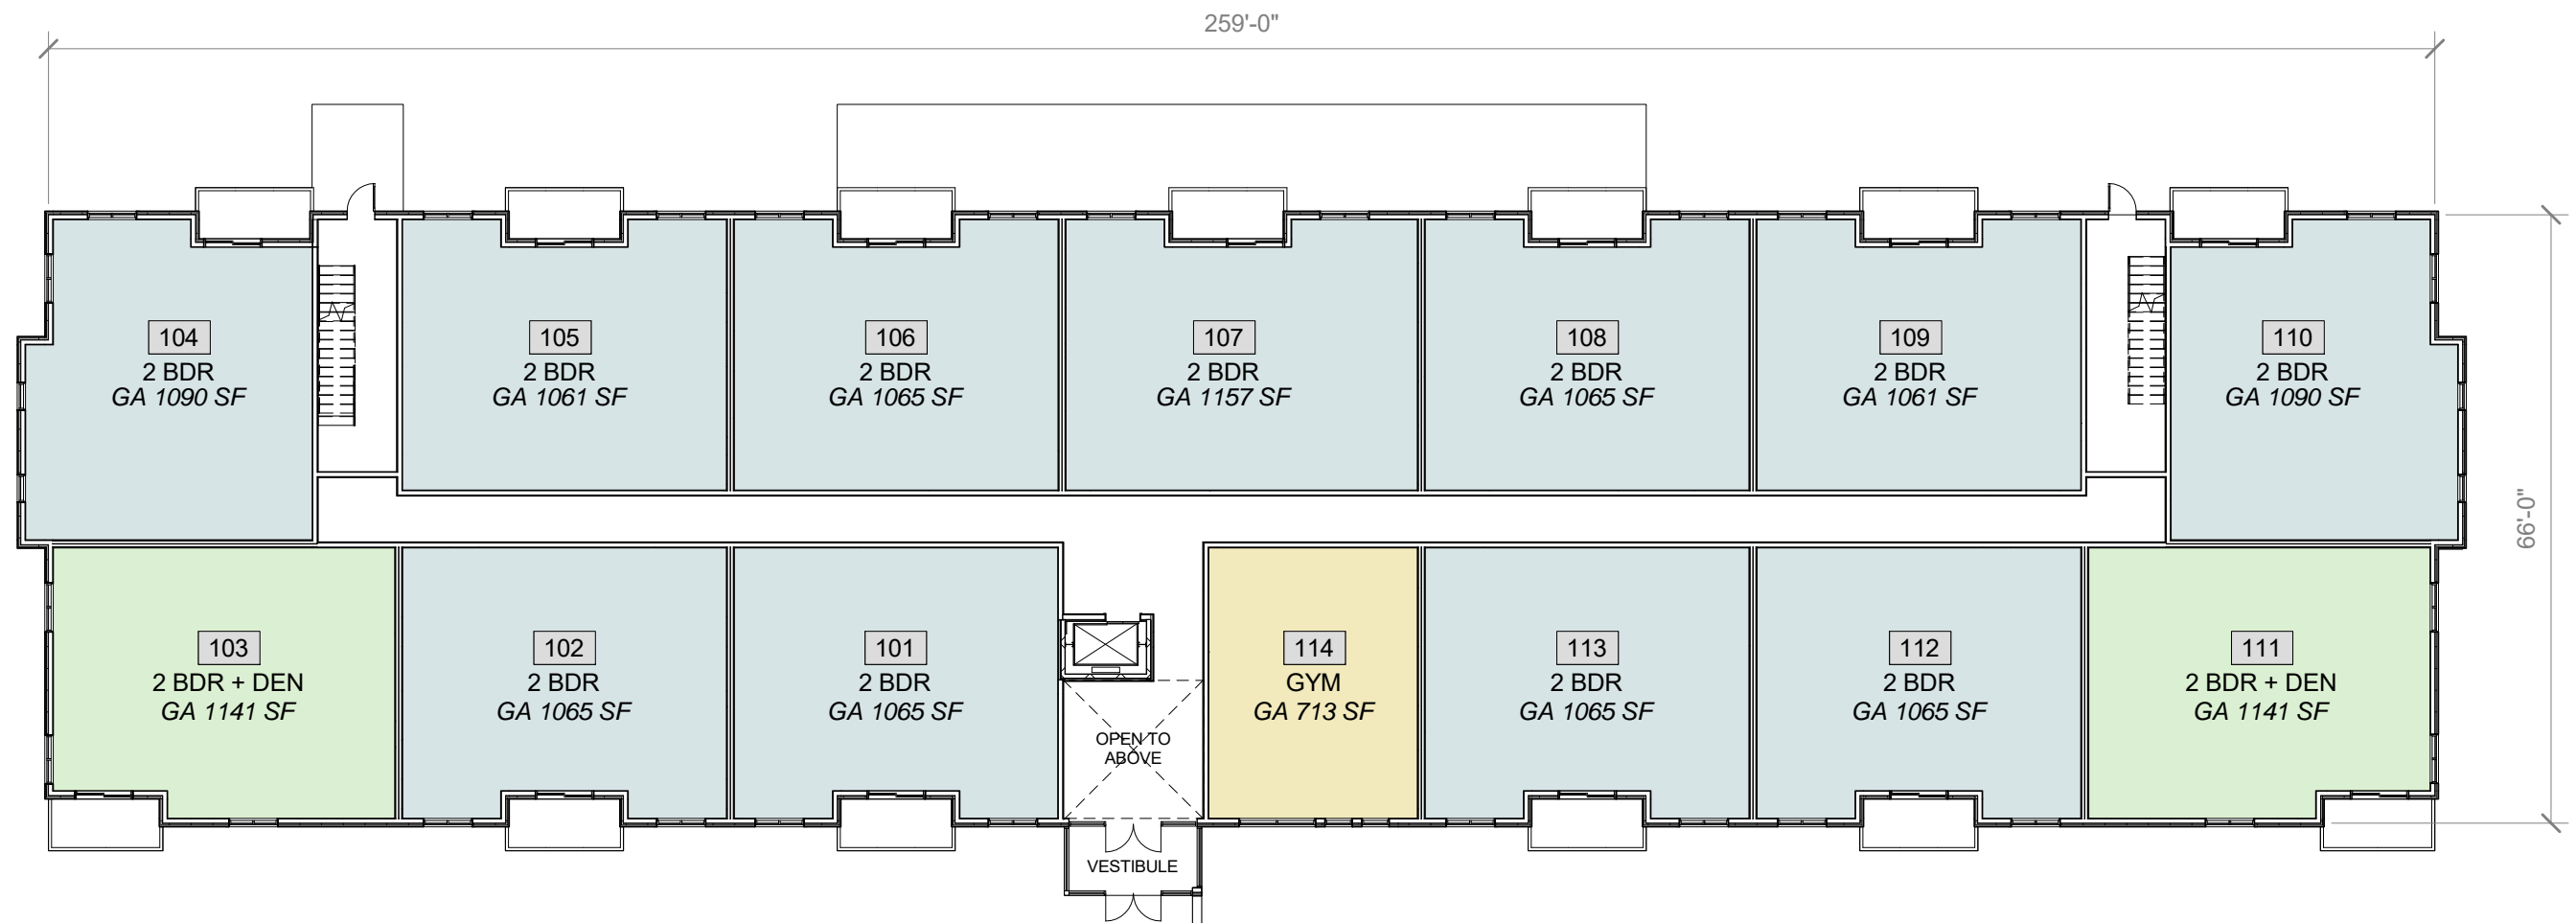 259'-0"
104
2 BDR
GA 1090 SF
105
2 BDR
GA 1061 SF
106
2 BDR
GA 1065 SF
107
2 BDR
GA 1157 SF
108
2 BDR
GA 1065 SF
109
2 BDR
GA 1061 SF
110
2 BDR
GA 1090 SF
66'-0"
103
2 BDR + DEN
GA 1141 SF
102
2 BDR
GA 1065 SF
101
2 BDR
GA 1065 SF
OPEN TO
ABOVE
VESTIBULE
114
GYM
GA 713 SF
113
2 BDR
GA 1065 SF
112
2 BDR
GA 1065 SF
111
2 BDR + DEN
GA 1141 SF